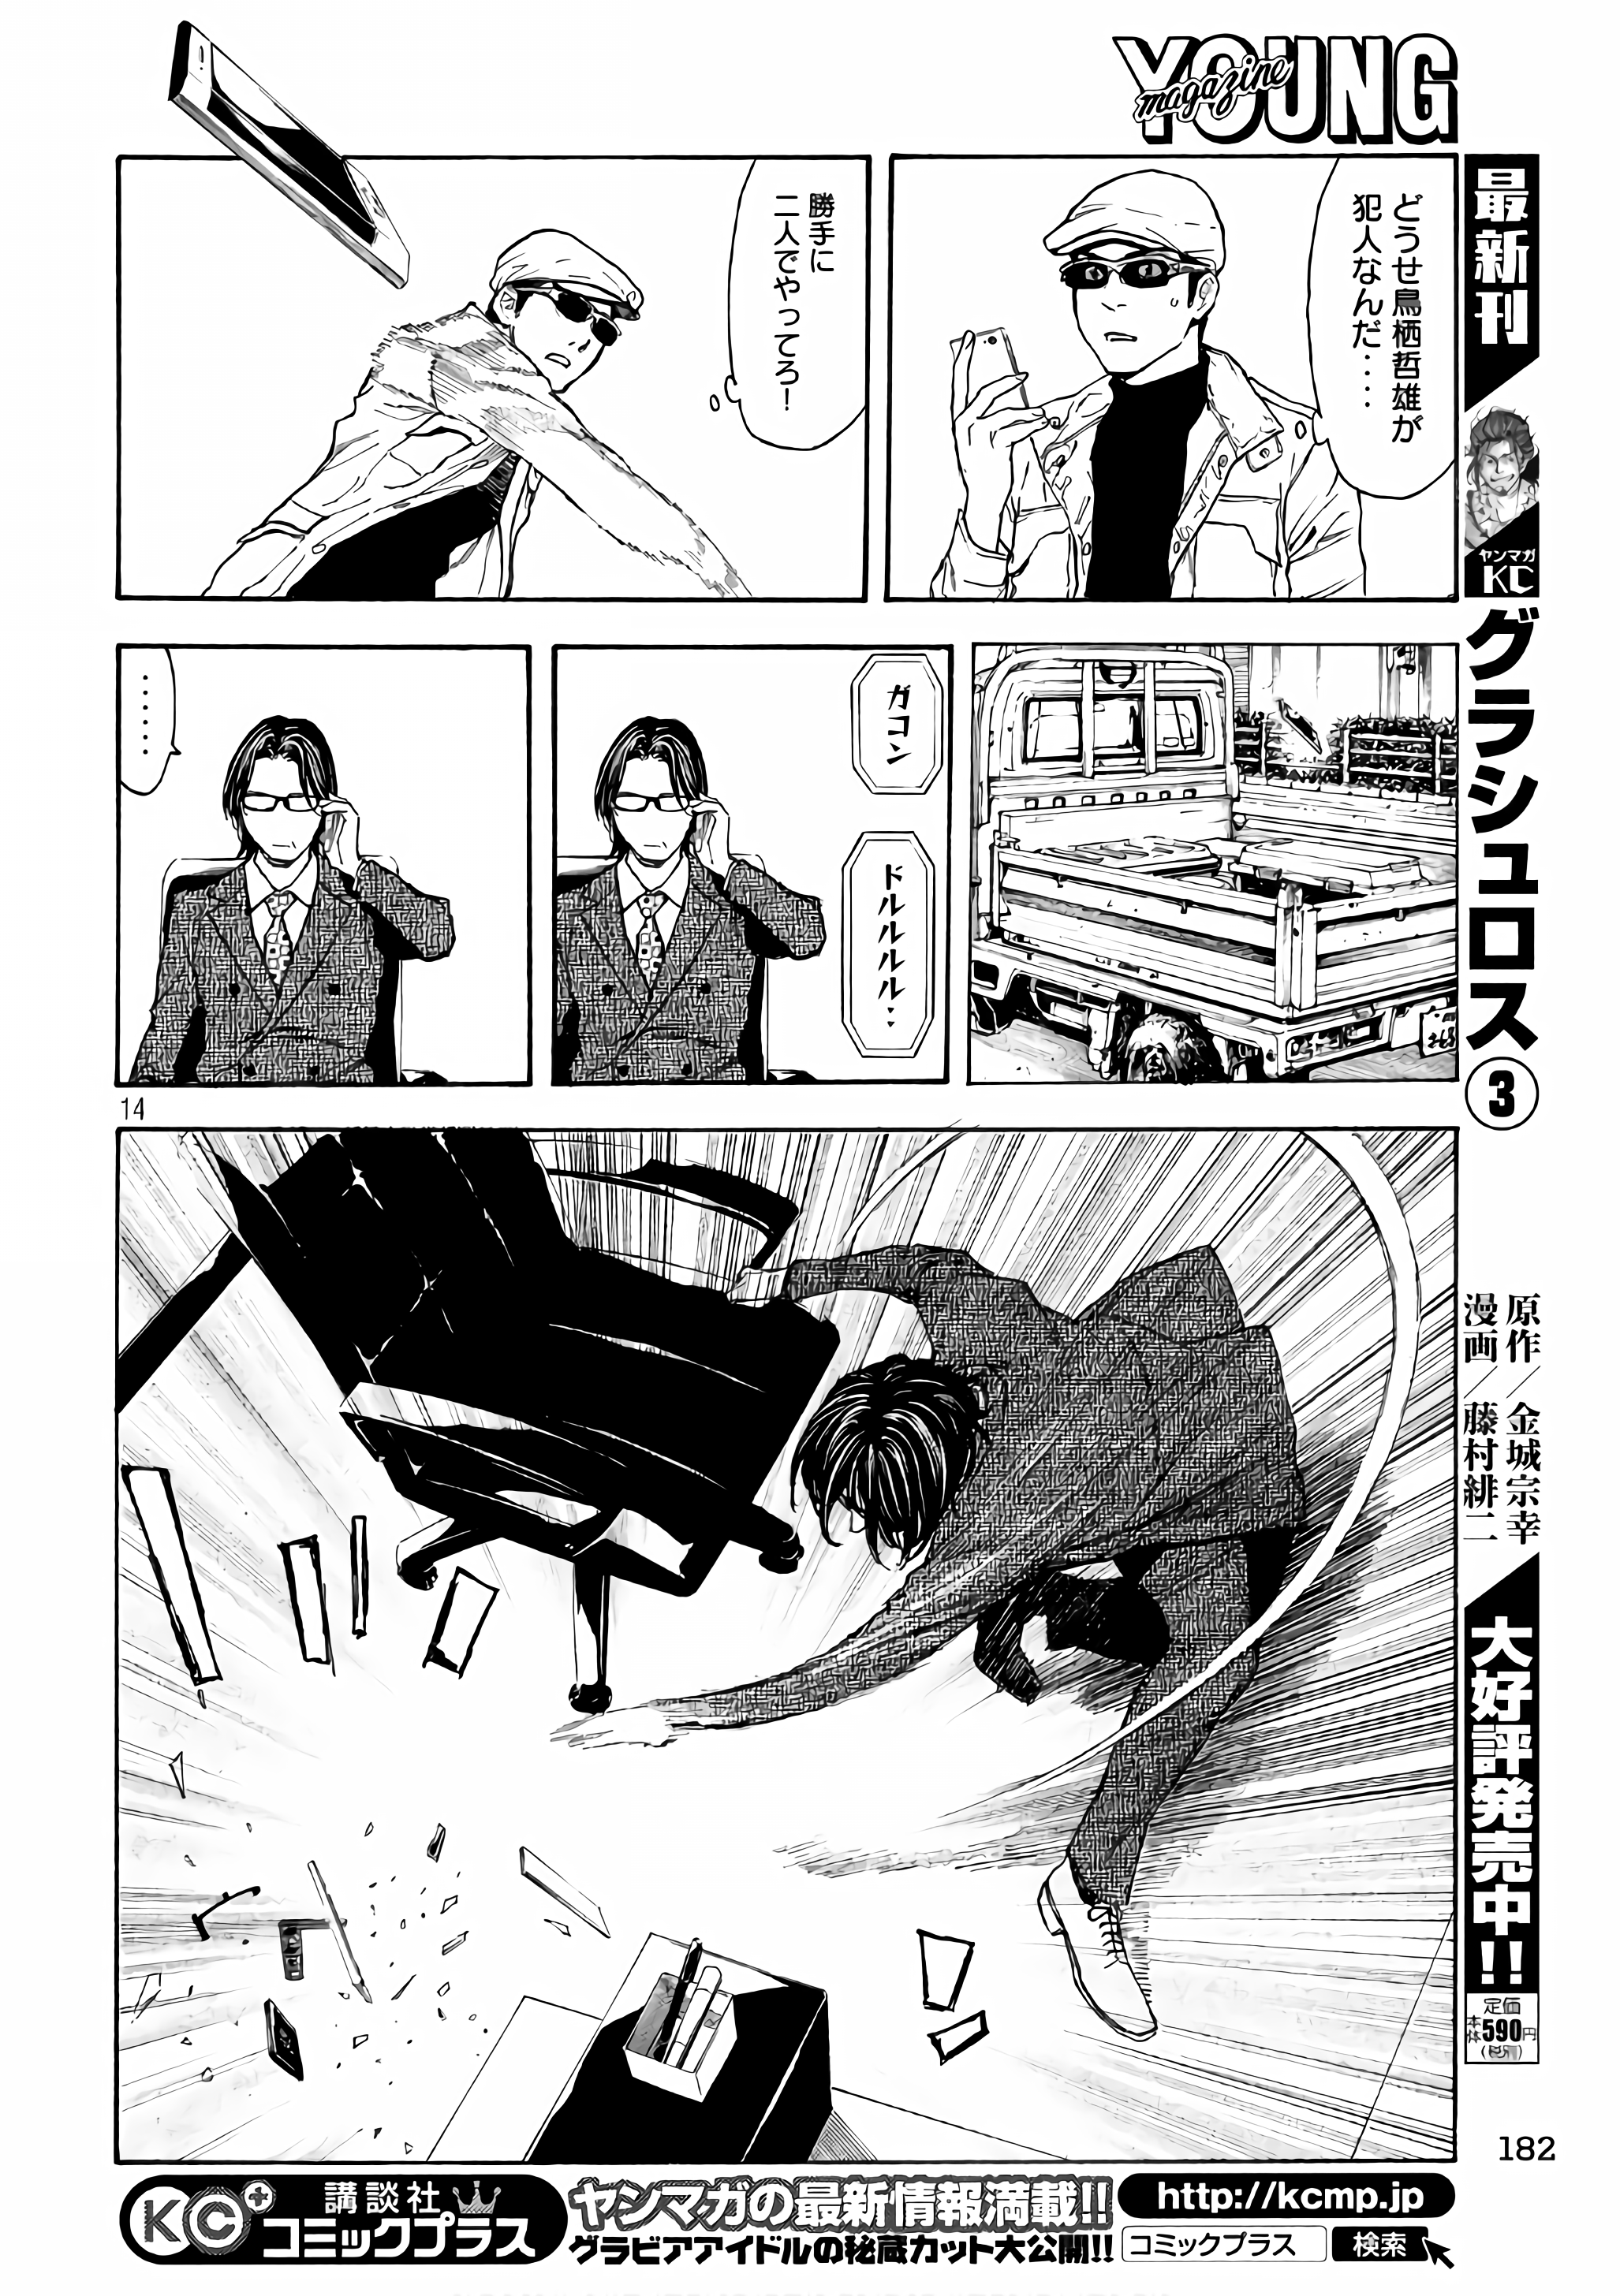 YOUNG
magazine
どうせ鳥栖哲雄が
犯人なんだ‥‥
勝手に
二人でやってろ!
ガコン
ドルルルル‥
‥‥‥
14
最新刊
ヤンマガ
KC
グラシュロス③
原作/金城宗幸
漫画/藤村緋二
大好評発売中!!
定価
本体590円
182
KC+
講談社
コミックプラス
ヤンマガの最新情報満載!!
グラビアアイドルの秘蔵カット大公開!!
http://kcmp.jp
コミックプラス
検索